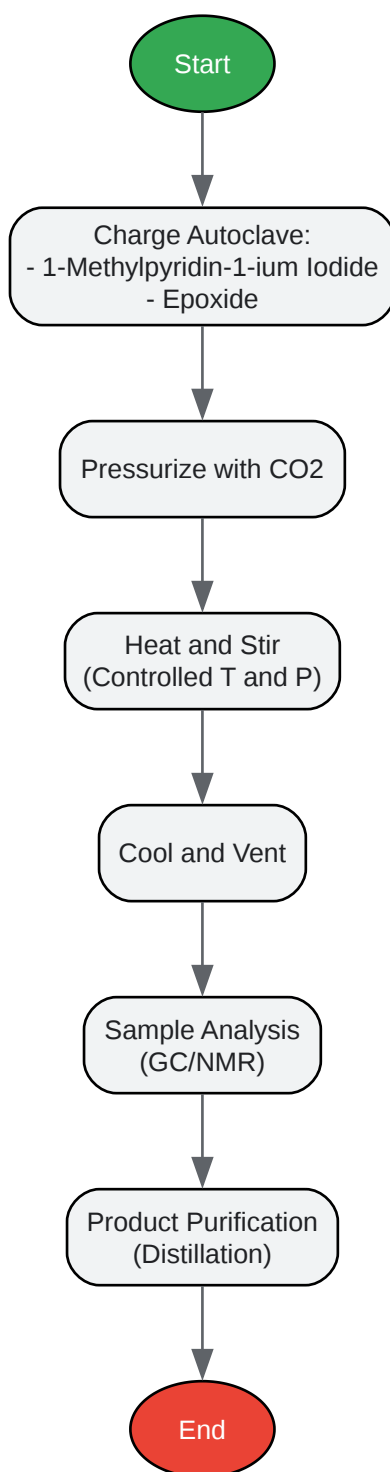 Start
Charge Autoclave:
- 1-Methylpyridin-1-ium Iodide
- Epoxide
Pressurize with CO2
Heat and Stir
(Controlled T and P)
Cool and Vent
Sample Analysis
(GC/NMR)
Product Purification
(Distillation)
End